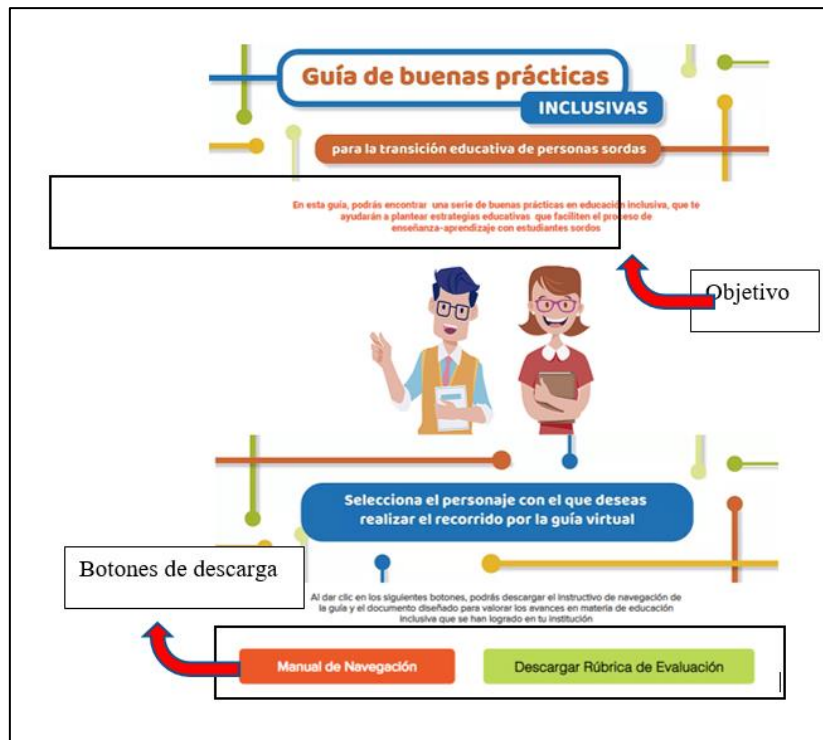 Guía de buenas prácticas
INCLUSIVAS
para la transición educativa de personas sordas
En esta guía, podrás encontrar una serie de buenas prácticas en educación inclusiva, que te
ayudarán a plantear estrategias educativas que faciliten el proceso de
enseñanza-aprendizaje con estudiantes sordos
Objetivo
Selecciona el personaje con el que deseas
realizar el recorrido por la guía virtual
Botones de descarga
Al dar clic en los siguientes botones, podrás descargar el instructivo de navegación de
la guía y el documento diseñado para valorar los avances en materia de educación
inclusiva que se han logrado en tu institución
Manual de Navegación
Descargar Rúbrica de Evaluación